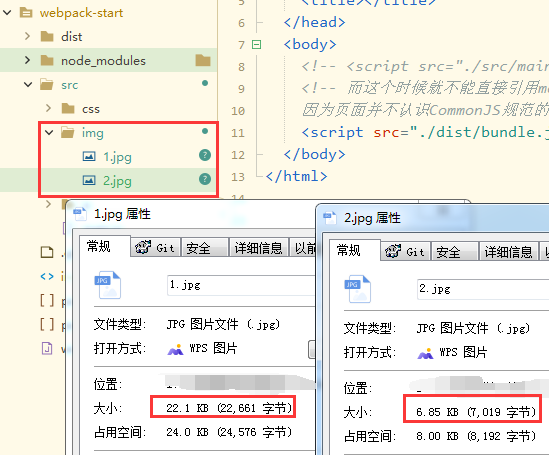 webpack-start
dist
node_modules
src
css
img
1.jpg
2.jpg
5 <title></title>
6 </head>
7 <body>
8 <!-- <script src="./src/mai
9 <!-- 而这个时候就不能直接引用m
10 因为页面并不认识CommonJS规范的
11 <script src="./dist/bundle.j
12 </body>
13 </html>
1.jpg 属性
常规 Git 安全 详细信息 以前
1.jpg
文件类型: JPG 图片文件 (.jpg)
打开方式: WPS 图片
位置:
大小: 22.1 KB (22,661 字节)
占用空间: 24.0 KB (24,576 字节)
2.jpg 属性
常规 Git 安全 详细信息 以
2.jpg
文件类型: JPG 图片文件 (.jpg)
打开方式: WPS 图片
位置:
大小: 6.85 KB (7,019 字节)
占用空间: 8.00 KB (8,192 字节)